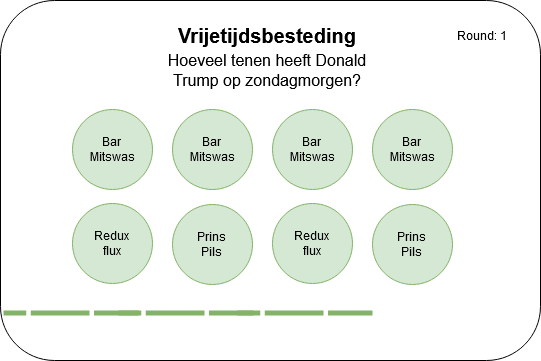 Vrijetijdsbesteding
Round: 1
Hoeveel tenen heeft Donald
Trump op zondagmorgen?
Bar
Mitswas
Bar
Mitswas
Bar
Mitswas
Bar
Mitswas
Redux
flux
Prins
Pils
Redux
flux
Prins
Pils